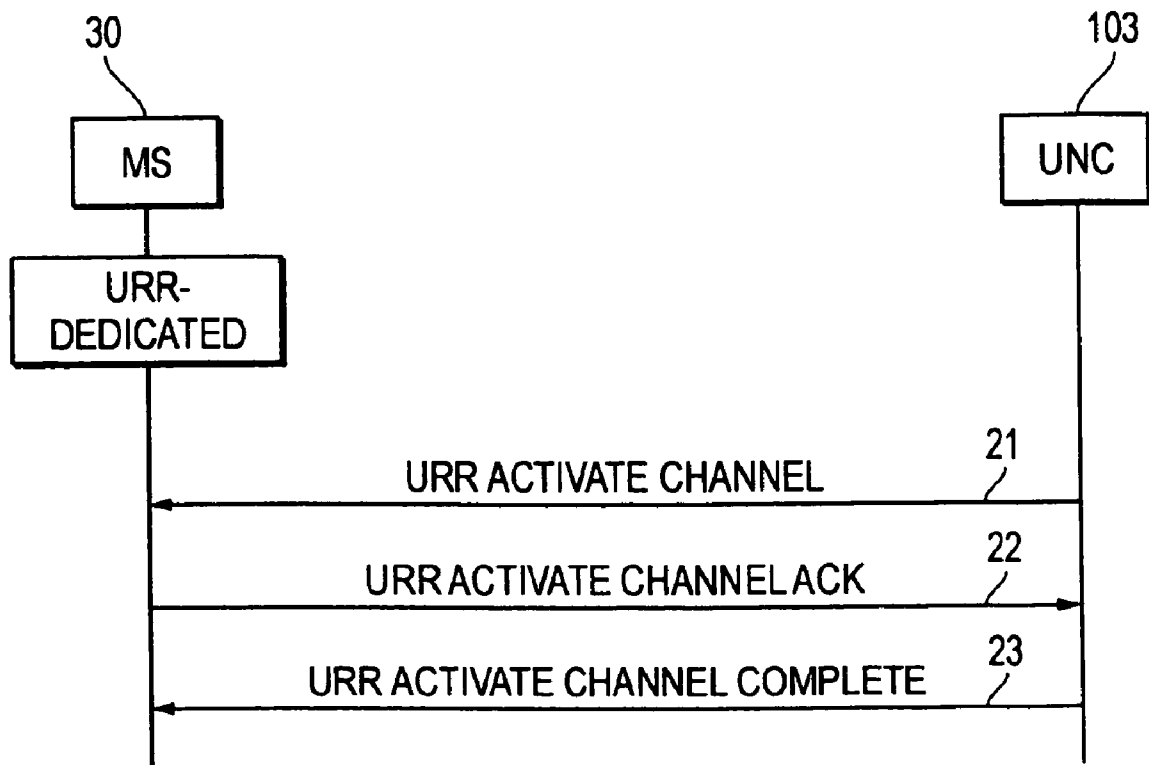 30
103
MS
UNC
URR-
DEDICATED
21
URR ACTIVATE CHANNEL
22
URR ACTIVATE CHANNEL ACK
23
URR ACTIVATE CHANNEL COMPLETE